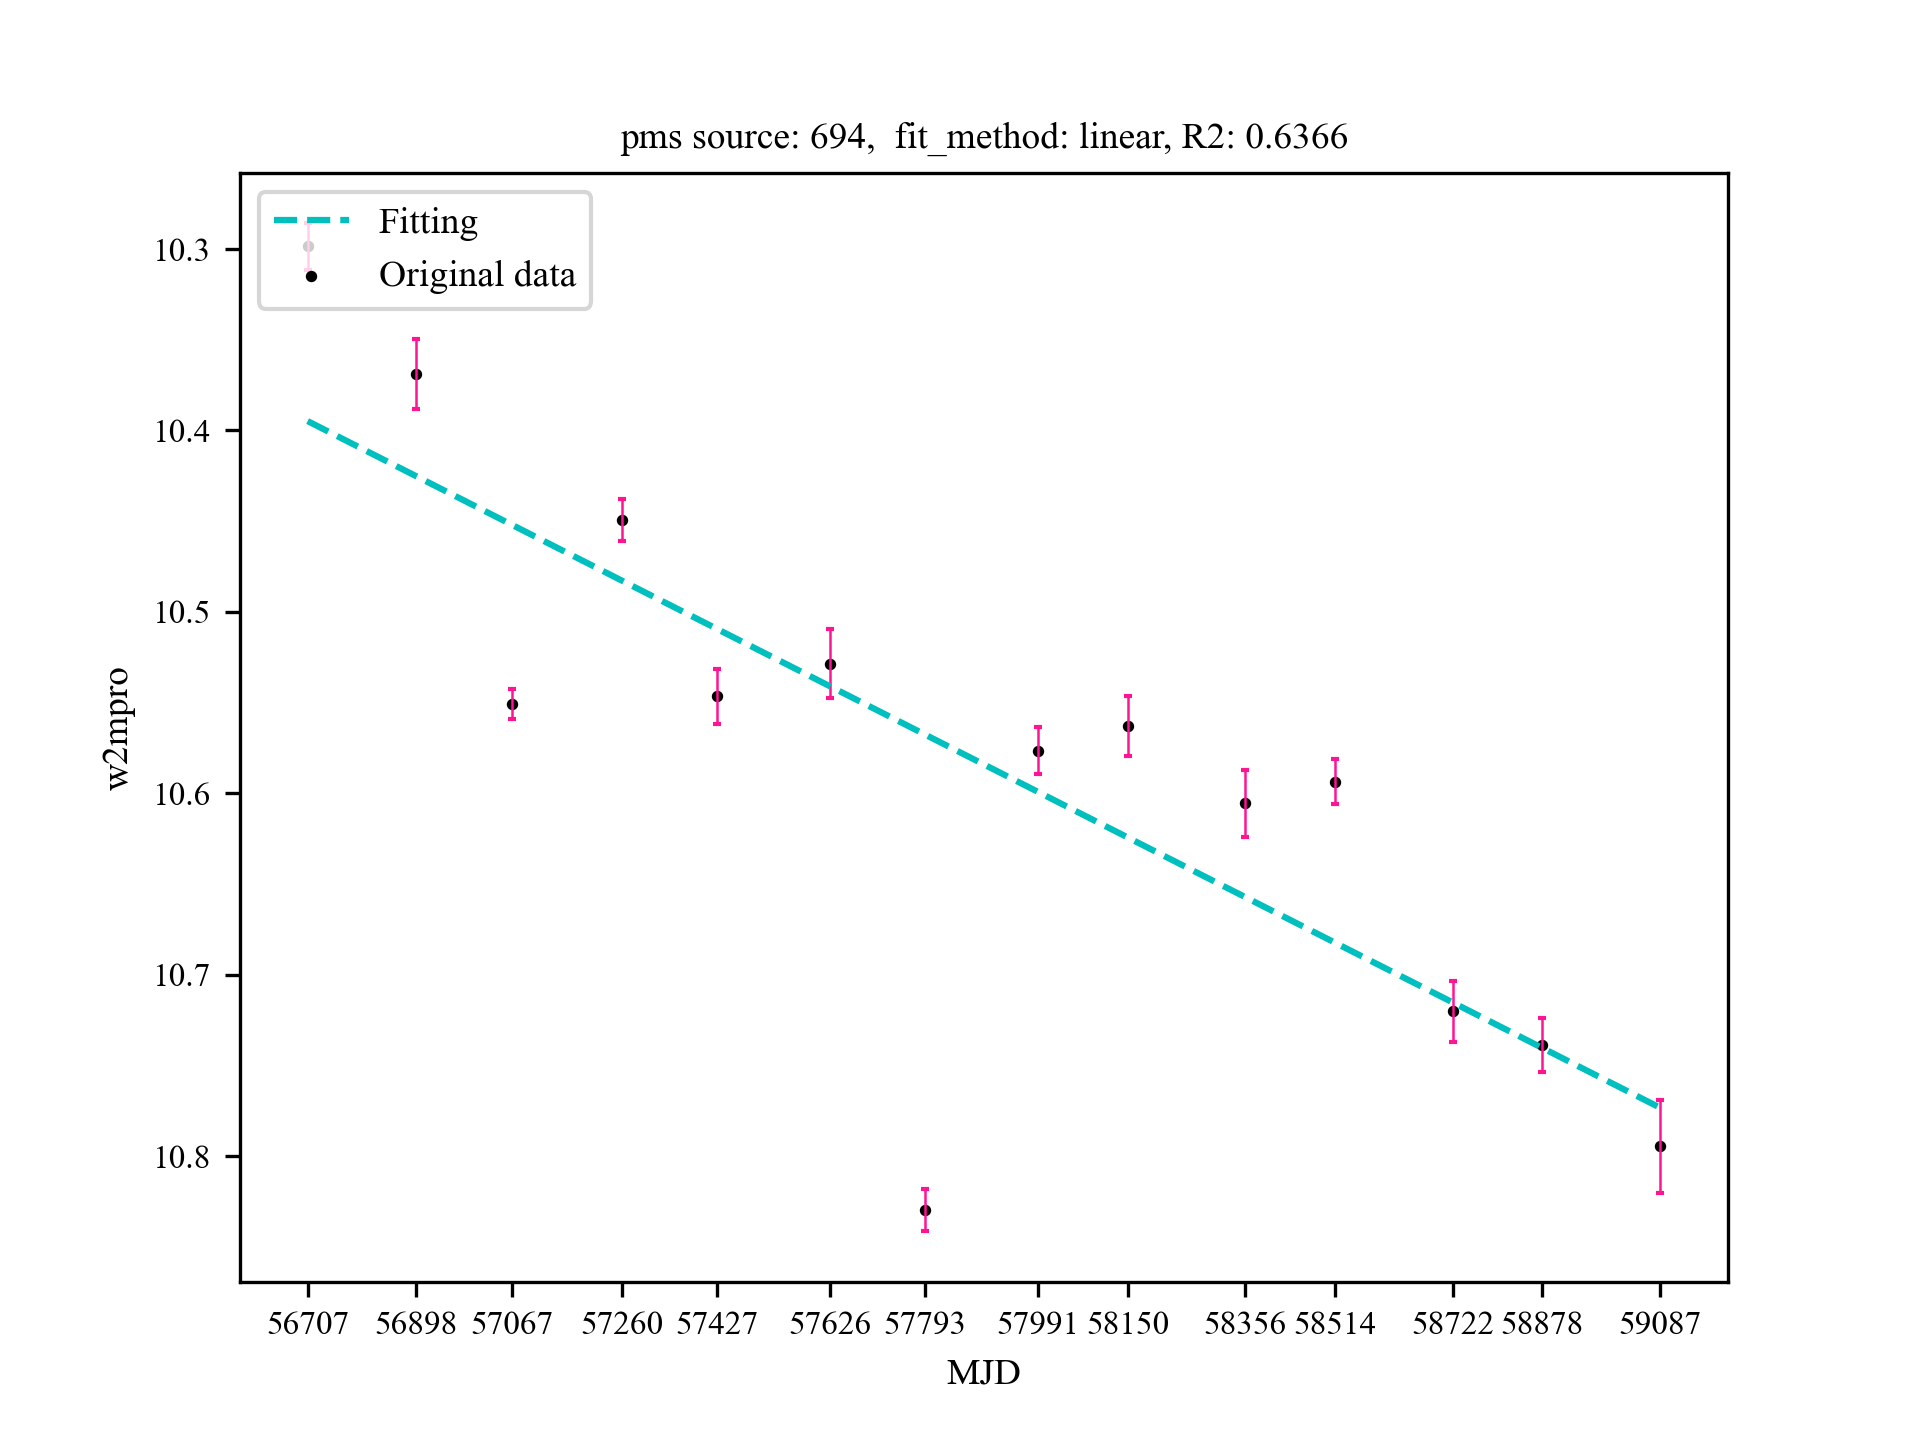 pms source: 694,  fit_method: linear, R2: 0.6366
Fitting
Original data
10.3
10.4
10.5
10.6
10.7
10.8
w2mpro
56707 56898 57067 57260 57427 57626 57793 57991 58150 58356 58514 58722 58878 59087
MJD